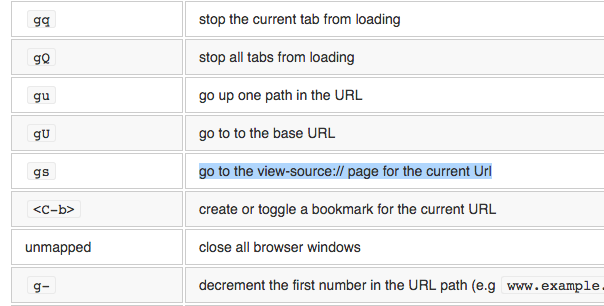 gq stop the current tab from loading
gQ stop all tabs from loading
gu go up one path in the URL
gU go to to the base URL
gs go to the view-source:// page for the current Url
<C-b> create or toggle a bookmark for the current URL
unmapped close all browser windows
g- decrement the first number in the URL path (e.g www.example.